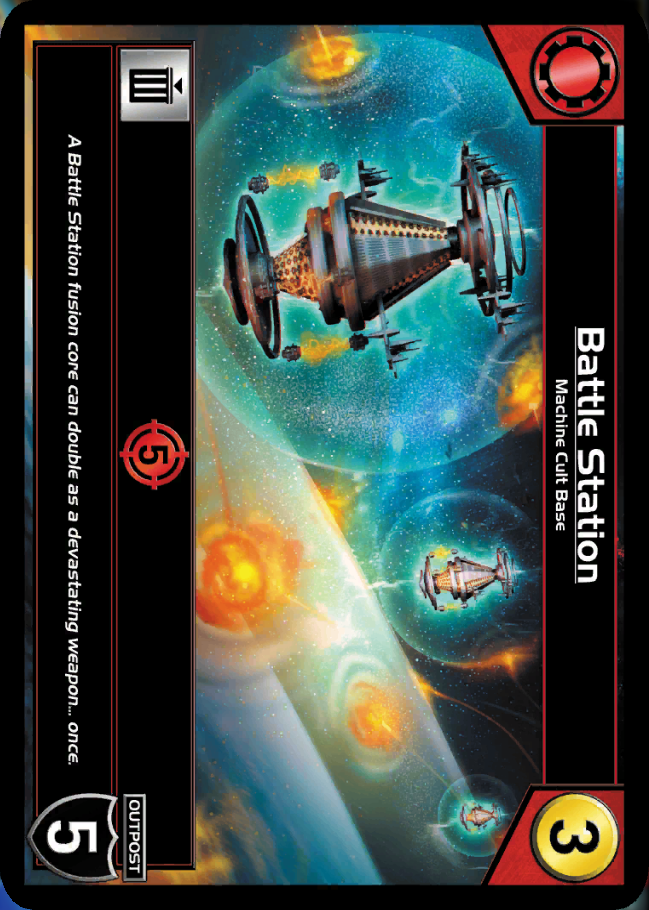 Battle Station
Machine Cult Base
3
5
A Battle Station fusion core can double as a devastating weapon... once.
OUTPOST
5